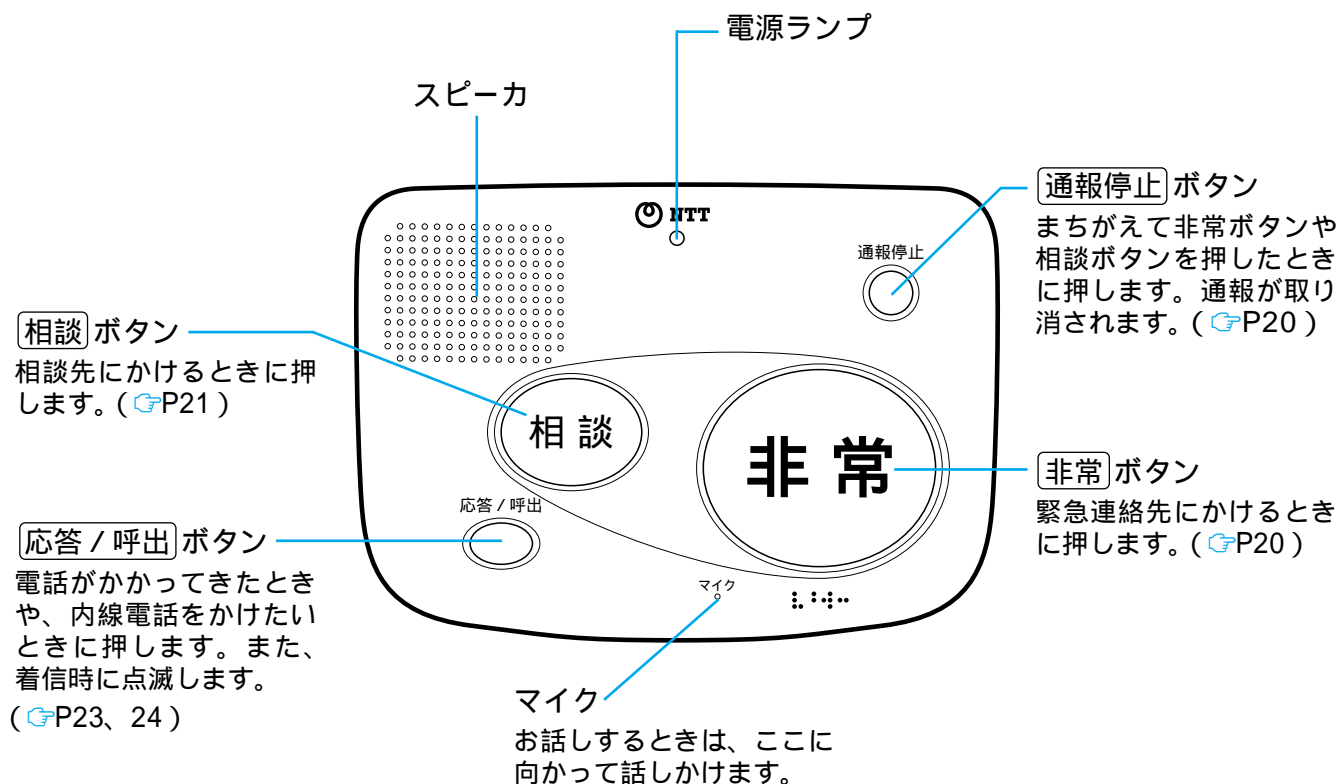 電源ランプ
スピーカ
通報停止ボタン
まちがえて非常ボタンや
相談ボタンを押したとき
に押します。通報が取り
消されます。(☞P20)
NTT
通報停止
相談ボタン
相談先にかけるときに押
します。(☞P21)
相談
非常
非常ボタン
緊急連絡先にかけるとき
に押します。(☞P20)
応答/呼出
応答/呼出ボタン
電話がかかってきたとき
や、内線電話をかけたい
ときに押します。また、
着信時に点滅します。
(☞P23、24)
マイク
マイク
お話しするときは、ここに
向かって話しかけます。